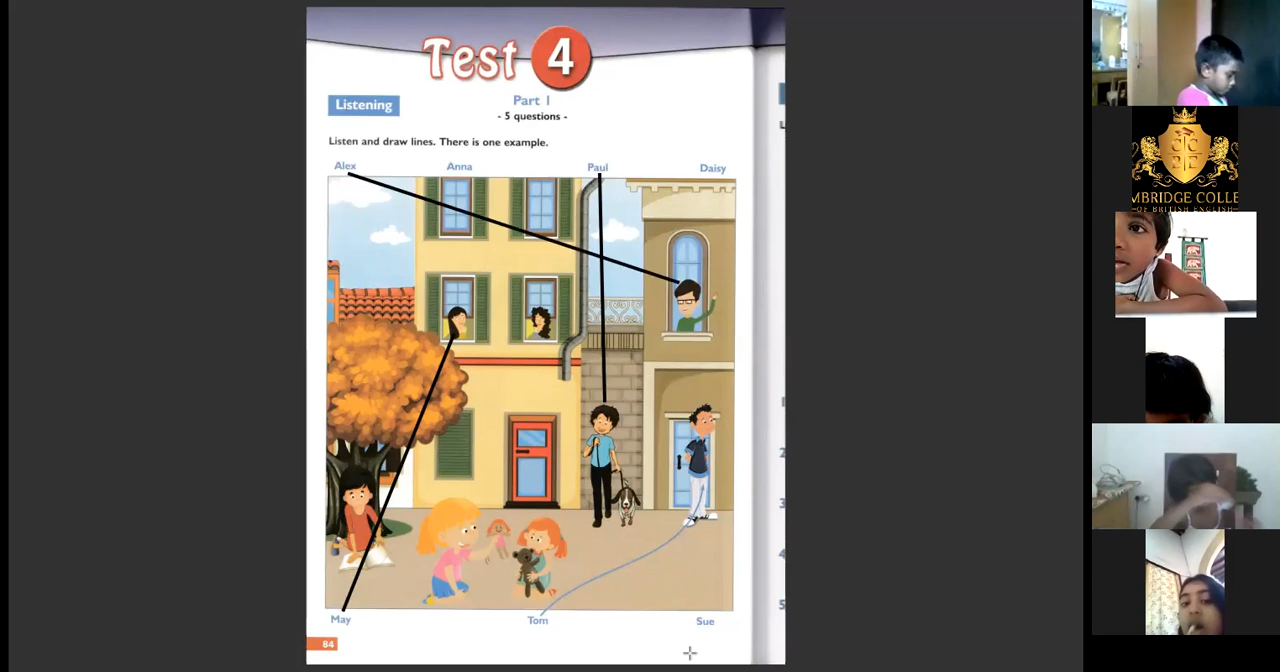 Test 4
Listening
Part 1
- 5 questions -
Listen and draw lines. There is one example.
Alex Anna Paul Daisy
May Tom Sue
84
MBRIDGE COLLE
OF BRITISH ENGLISH